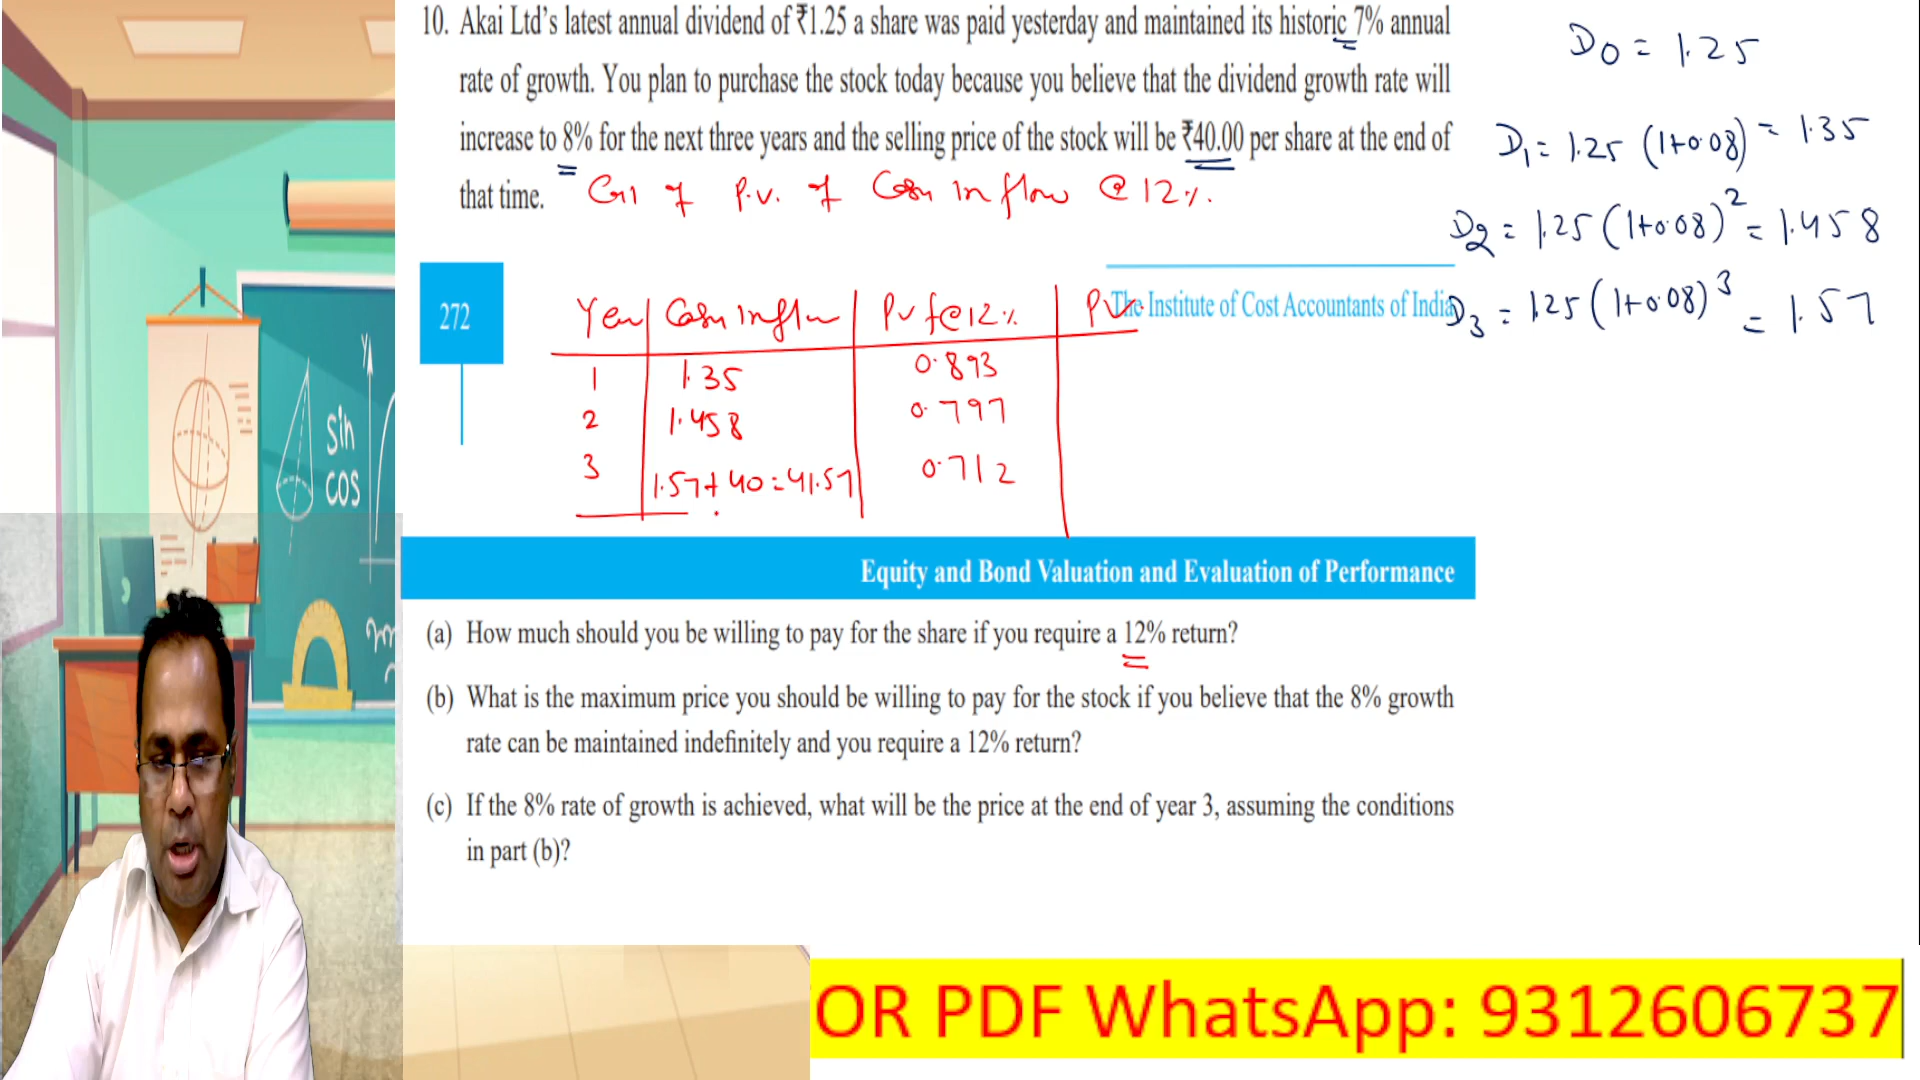 10. Akai Ltd's latest annual dividend of ₹1.25 a share was paid yesterday and maintained its historic 7% annual
rate of growth. You plan to purchase the stock today because you believe that the dividend growth rate will
increase to 8% for the next three years and the selling price of the stock will be ₹40.00 per share at the end of
that time.
P.V. of Cash inflow @ 12%.
D0 = 1.25
D1 = 1.25 (1+0.08) = 1.35
D2 = 1.25 (1+0.08)2 = 1.458
D3 = 1.25 (1+0.08)3 = 1.57
272
The Institute of Cost Accountants of India
Year Cash inflow PVf@12% PV
1 1.35 0.893
2 1.458 0.797
3 1.57+40=41.57 0.712
sin
cos
y
Equity and Bond Valuation and Evaluation of Performance
(a) How much should you be willing to pay for the share if you require a 12% return?
(b) What is the maximum price you should be willing to pay for the stock if you believe that the 8% growth
rate can be maintained indefinitely and you require a 12% return?
(c) If the 8% rate of growth is achieved, what will be the price at the end of year 3, assuming the conditions
in part (b)?
OR PDF WhatsApp: 9312606737